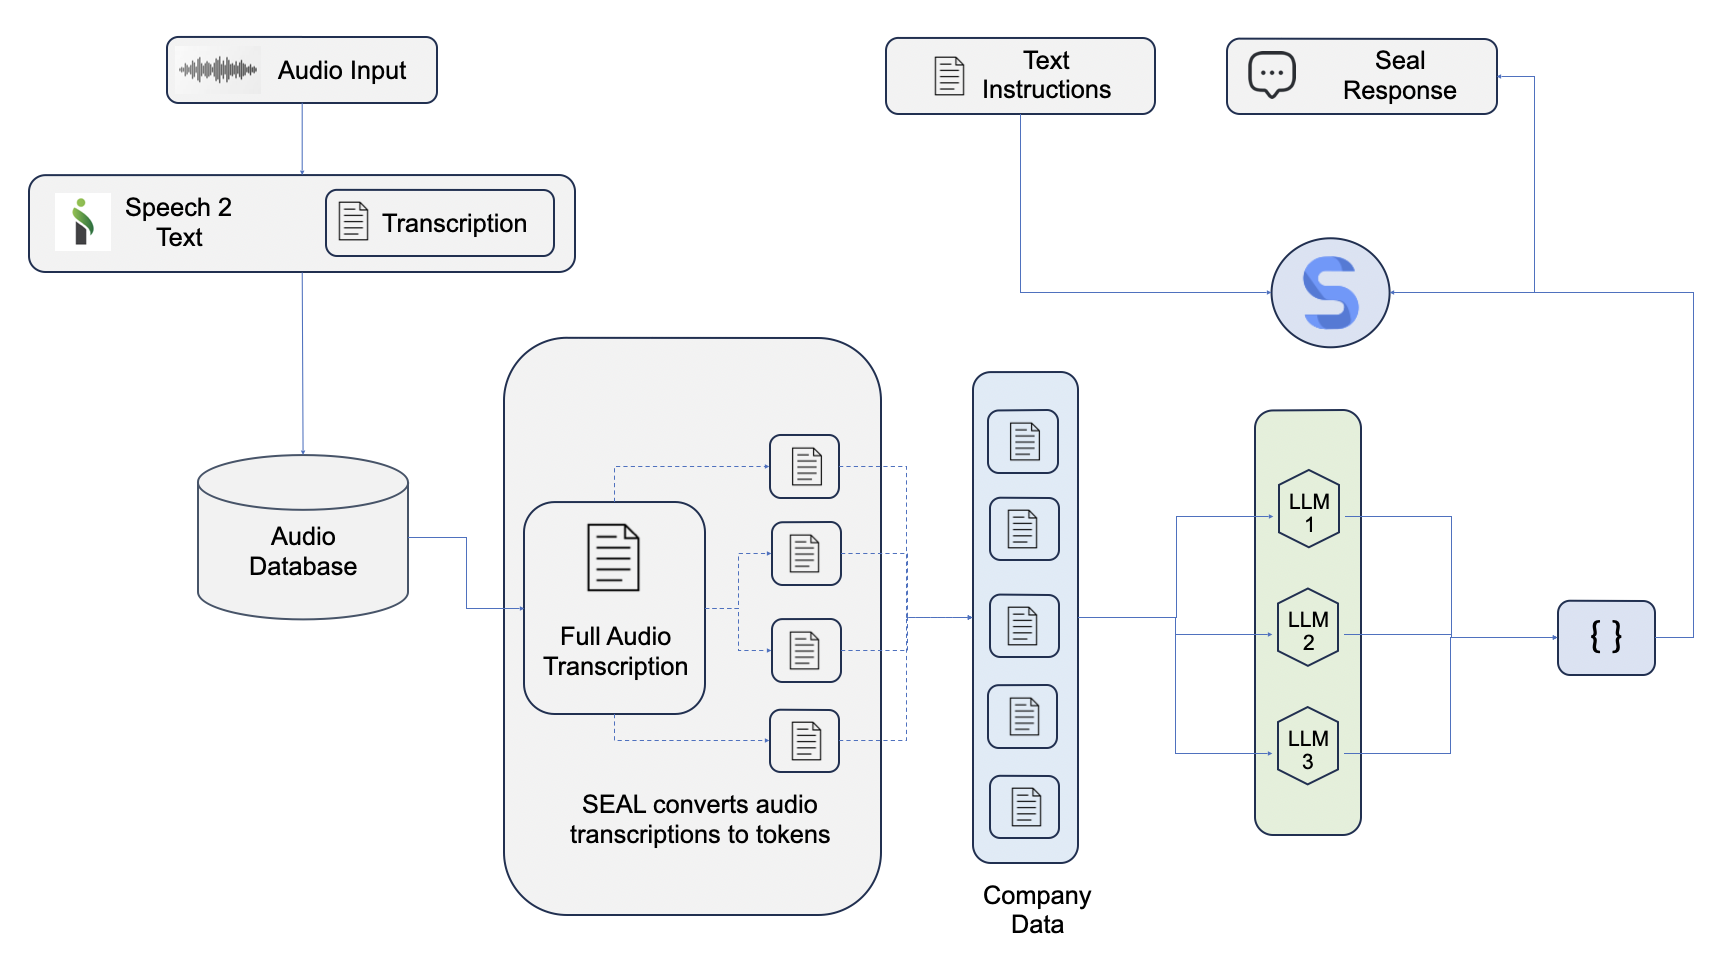 Audio Input
Text
Instructions
Seal
Response
Speech 2
Text
Transcription
S
Audio
Database
Full Audio
Transcription
SEAL converts audio
transcriptions to tokens
Company
Data
LLM
1
LLM
2
LLM
3
{ }